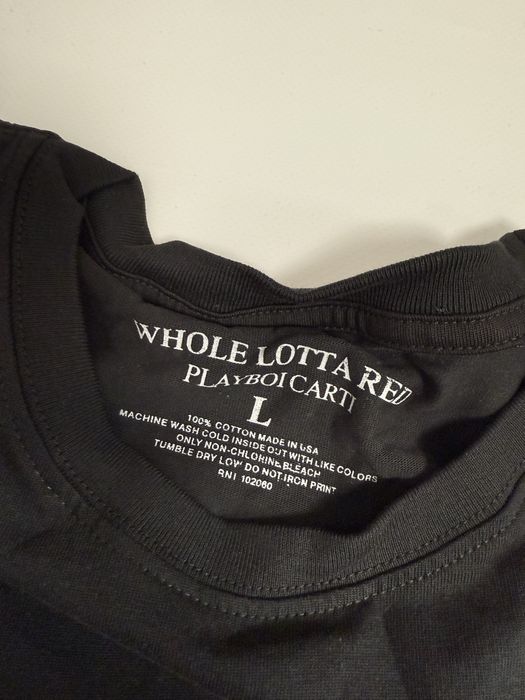 WHOLE LOTTA RED
PLAYBOI CARTI
L
100% COTTON MADE IN USA
MACHINE WASH COLD INSIDE OUT WITH LIKE COLORS
ONLY NON-CHLORINE BLEACH
TUMBLE DRY LOW DO NOT IRON PRINT
RN# 102060